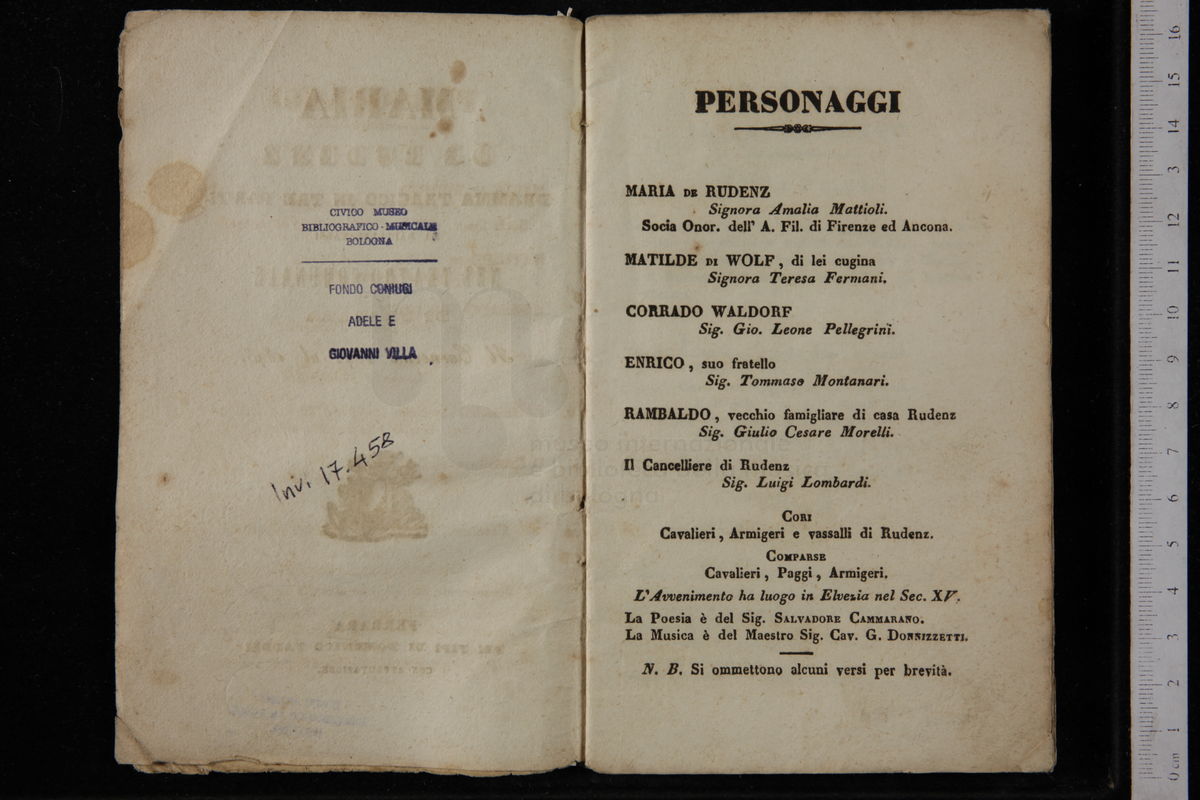 CIVICO MUSEO
BIBLIOGRAFICO-MUSICALE
BOLOGNA
FONDO CONIUGI
ADELE E
GIOVANNI VILLA
Inv. 17.458
PERSONAGGI
MARIA DE RUDENZ
Signora Amalia Mattioli.
Socia Onor. dell' A. Fil. di Firenze ed Ancona.
MATILDE DI WOLF, di lei cugina
Signora Teresa Fermani.
CORRADO WALDORF
Sig. Gio. Leone Pellegrini.
ENRICO, suo fratello
Sig. Tommaso Montanari.
RAMBALDO, vecchio famigliare di casa Rudenz
Sig. Giulio Cesare Morelli.
Il Cancelliere di Rudenz
Sig. Luigi Lombardi.
CORI
Cavalieri, Armigeri e vassalli di Rudenz.
COMPARSE
Cavalieri, Paggi, Armigeri.
L'Avvenimento ha luogo in Elvezia nel Sec. XV.
La Poesia è del Sig. SALVADORE CAMMARANO.
La Musica è del Maestro Sig. Cav. G. DONNIZZETTI.
N. B. Si ommettono alcuni versi per brevità.